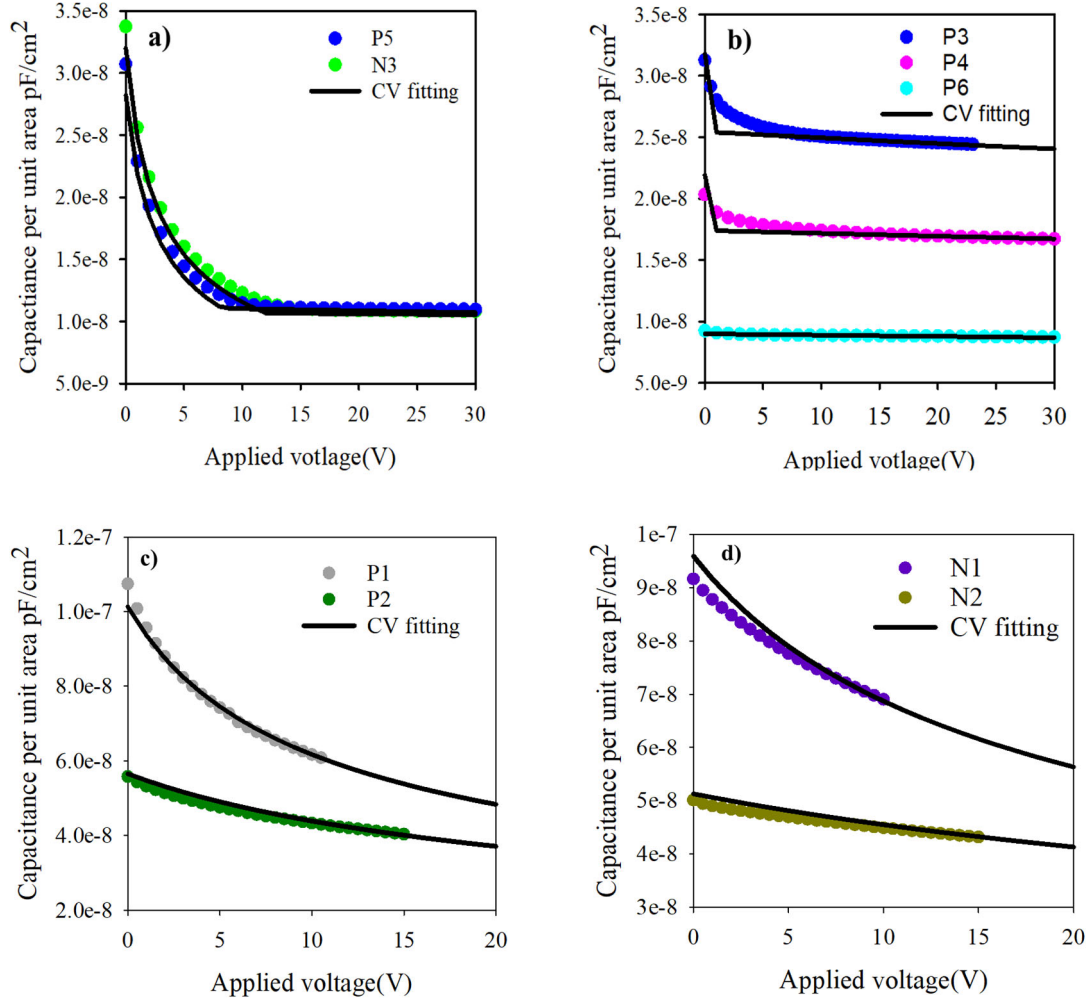 Capactiance per unit area pF/cm2
3.5e-8
3.0e-8
2.5e-8
2.0e-8
1.5e-8
1.0e-8
5.0e-9
a)
P5
N3
CV fitting
0 5 10 15 20 25 30
Applied votlage(V)
Capacitance per unit area pF/cm2
3.5e-8
3.0e-8
2.5e-8
2.0e-8
1.5e-8
1.0e-8
5.0e-9
b)
P3
P4
P6
CV fitting
0 5 10 15 20 25 30
Applied votlage(V)
Capacitance per unit area pF/cm2
1.2e-7
1.0e-7
8.0e-8
6.0e-8
4.0e-8
2.0e-8
c)
P1
P2
CV fitting
0 5 10 15 20
Applied voltage(V)
Capacitance per unit area pF/cm2
1e-7
9e-8
8e-8
7e-8
6e-8
5e-8
4e-8
3e-8
d)
N1
N2
CV fitting
0 5 10 15 20
Applied voltage(V)